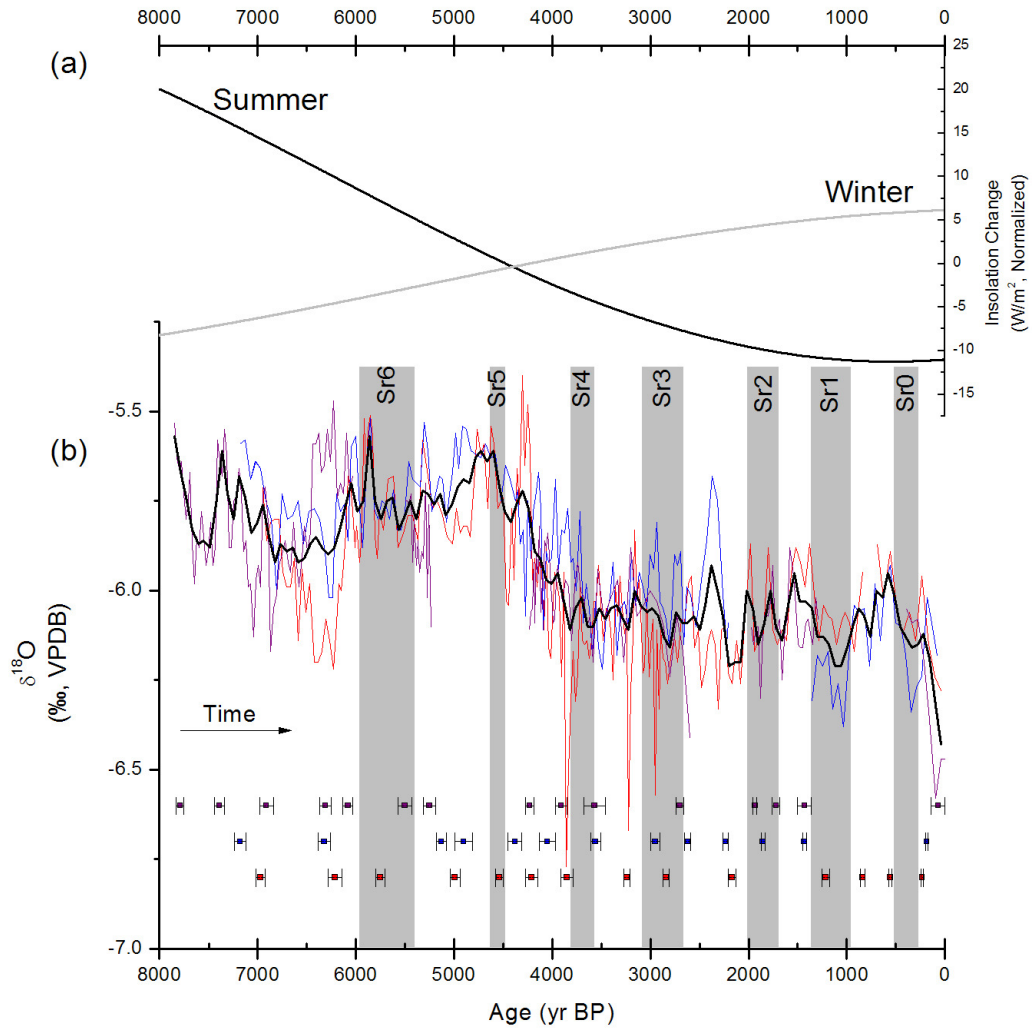 8000 7000 6000 5000 4000 3000 2000 1000 0
(a)
Summer
Winter
25
20
15
10
5
0
-5
-10
-15
Insolation Change
(W/m², Normalized)
Sr6 Sr5 Sr4 Sr3 Sr2 Sr1 Sr0
(b)
-5.5
-6.0
-6.5
-7.0
δ¹⁸O
(‰, VPDB)
Time
8000 7000 6000 5000 4000 3000 2000 1000 0
Age (yr BP)